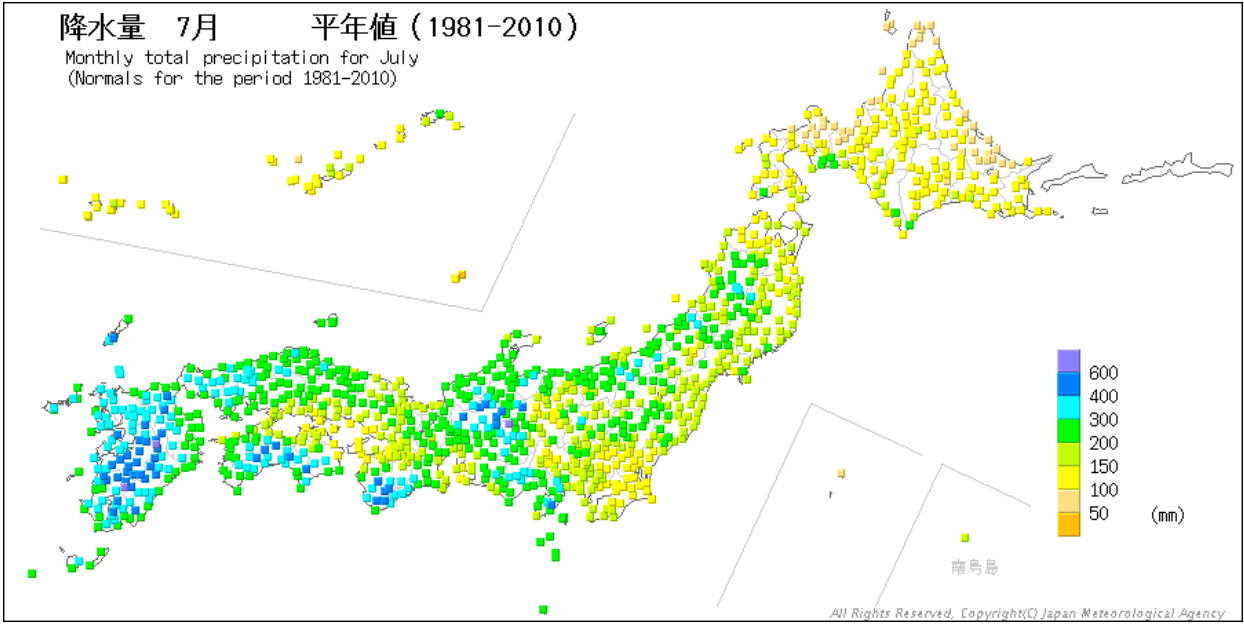 降水量　7月　　　平年値（1981-2010）
Monthly total precipitation for July
(Normals for the period 1981-2010)
600
400
300
200
150
100
50
(mm)
南鳥島
All Rights Reserved, Copyright(C) Japan Meteorological Agency